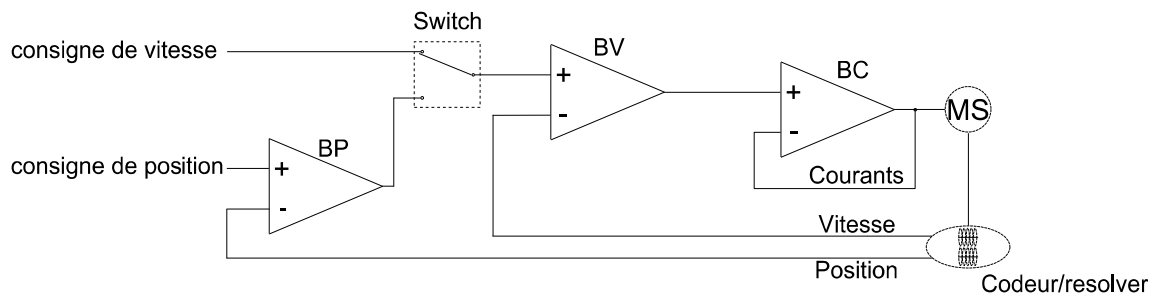 Switch
consigne de vitesse
BV
+
-
BC
+
-
MS
consigne de position
BP
+
-
Courants
Vitesse
Position
Codeur/resolver